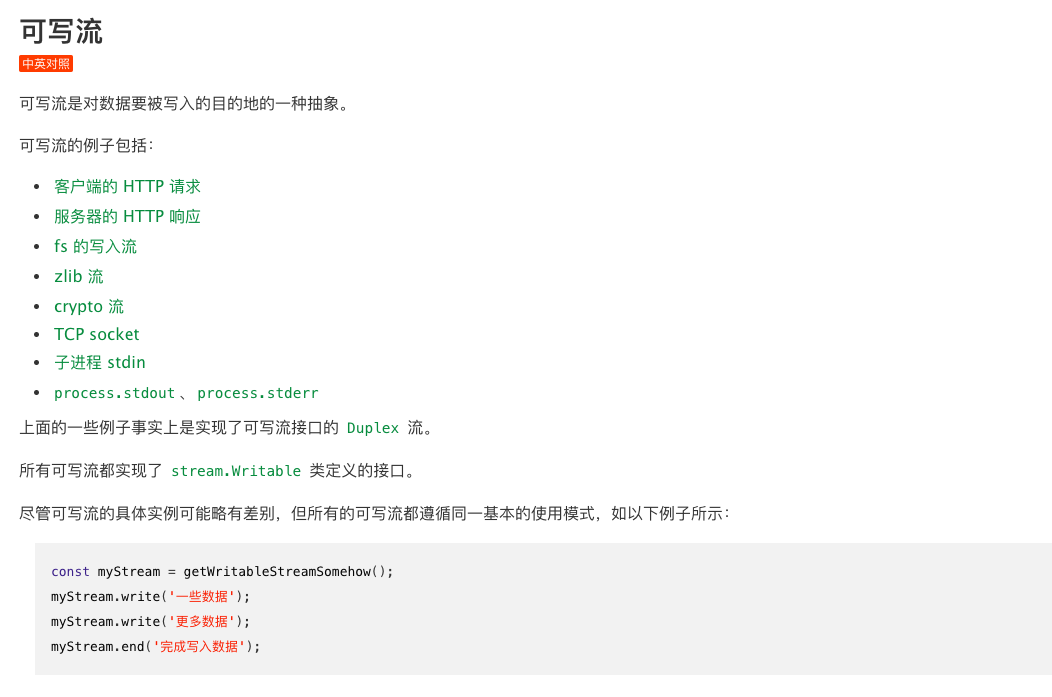 可写流
中英对照
可写流是对数据要被写入的目的地的一种抽象。
可写流的例子包括：
客户端的 HTTP 请求
服务器的 HTTP 响应
fs 的写入流
zlib 流
crypto 流
TCP socket
子进程 stdin
process.stdout、process.stderr
上面的一些例子事实上是实现了可写流接口的 Duplex 流。
所有可写流都实现了 stream.Writable 类定义的接口。
尽管可写流的具体实例可能略有差别，但所有的可写流都遵循同一基本的使用模式，如以下例子所示：
const myStream = getWritableStreamSomehow();
myStream.write('一些数据');
myStream.write('更多数据');
myStream.end('完成写入数据');